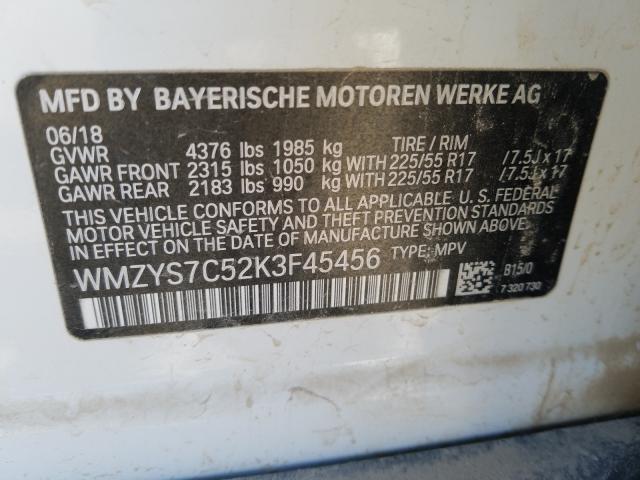 MFD BY BAYERISCHE MOTOREN WERKE AG
06/18 TIRE / RIM
GVWR 4376 lbs 1985 kg
GAWR FRONT 2315 lbs 1050 kg WITH 225/55 R17 /7.5J x 17
GAWR REAR 2183 lbs 990 kg WITH 225/55 R17 /7.5J x 17
THIS VEHICLE CONFORMS TO ALL APPLICABLE U. S. FEDERAL
MOTOR VEHICLE SAFETY AND THEFT PREVENTION STANDARDS
IN EFFECT ON THE DATE OF MANUFACTURE SHOWN ABOVE.
WMZYS7C52K3F45456 TYPE: MPV
B15/0
7 320 730